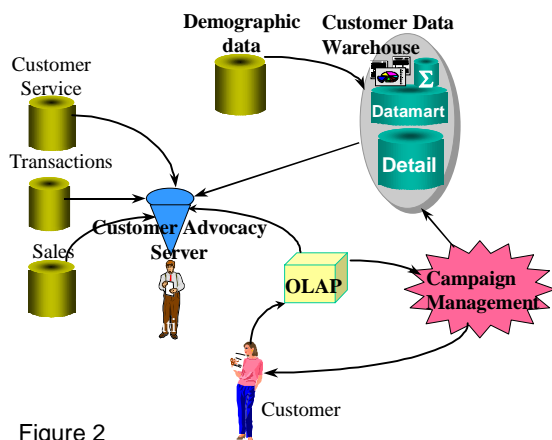 Demographic
data
Customer Data
Warehouse
Customer
Service
Σ
Datamart
Transactions
Detail
Customer Advocacy
Server
Sales
OLAP
Campaign
Management
Customer
Figure 2